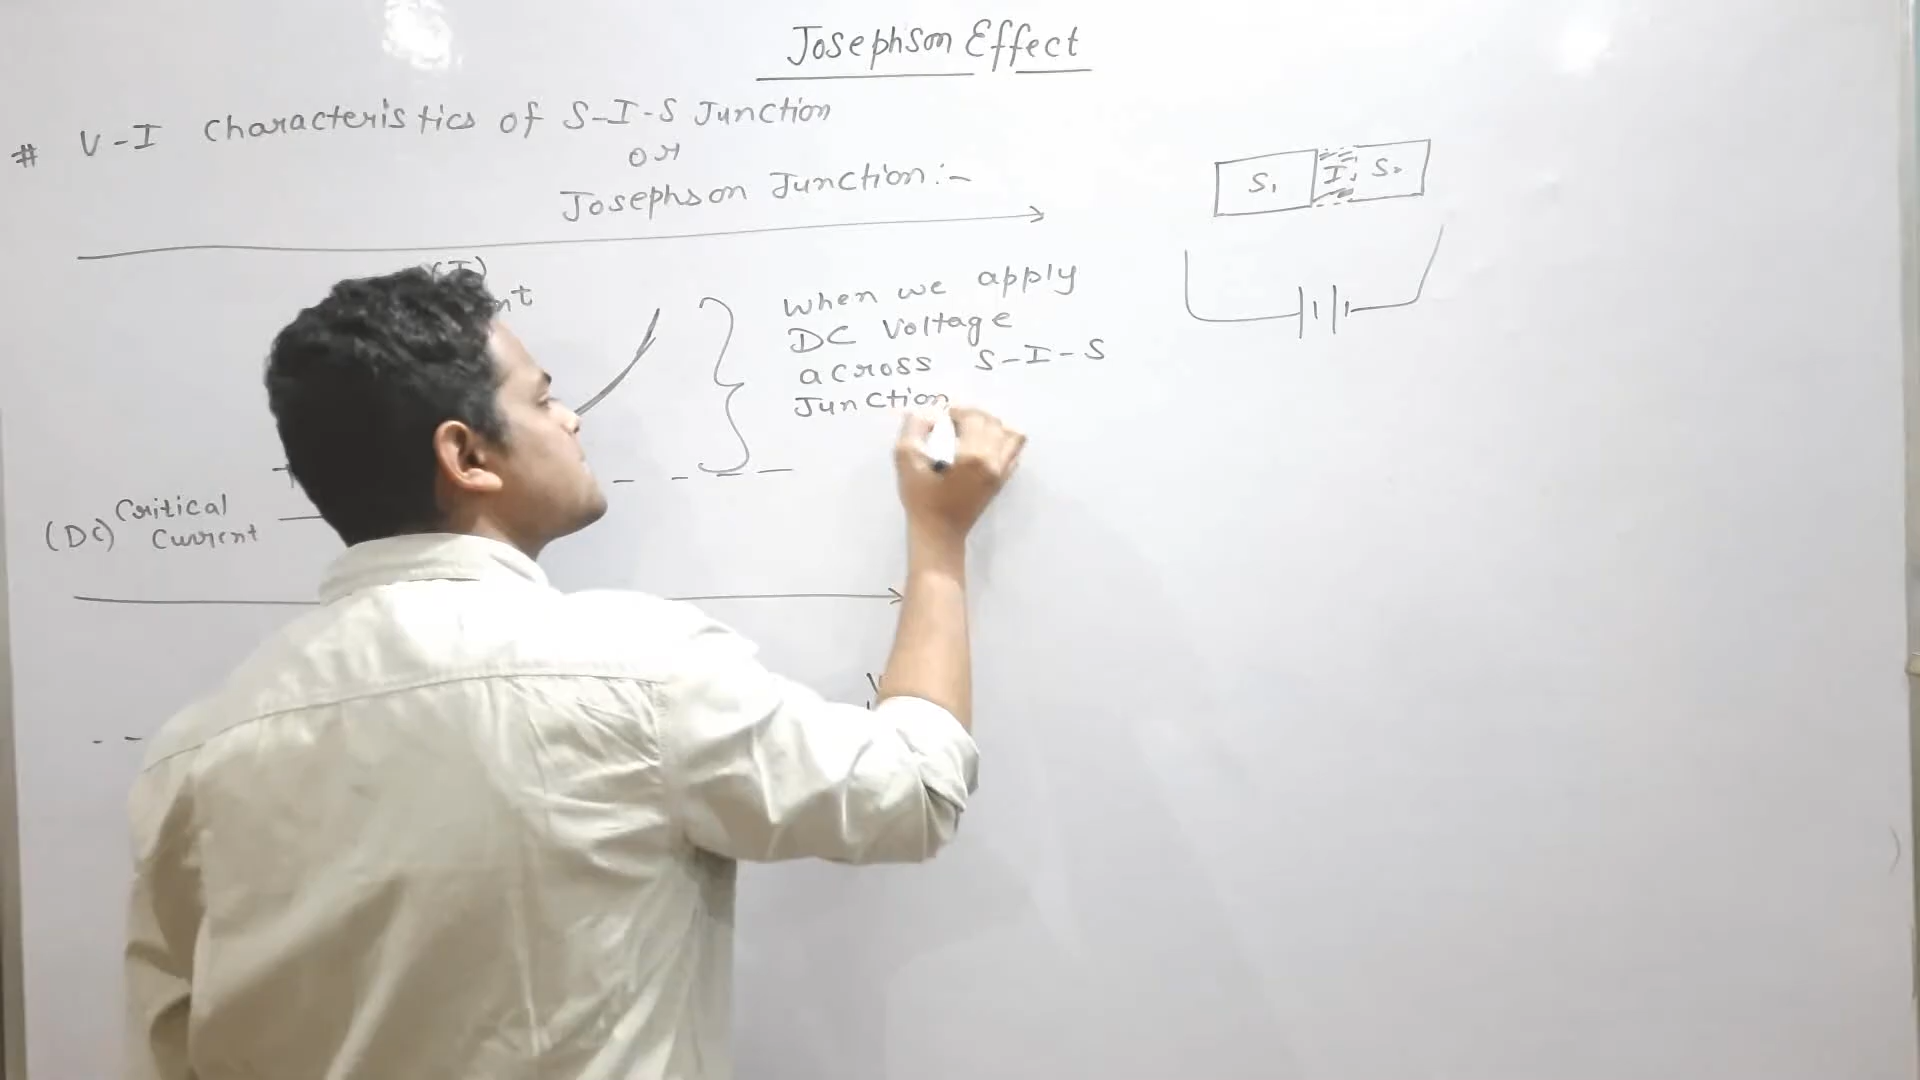 Josephson Effect
# V-I Characteristics of S-I-S Junction
or
Josephson Junction:-
S₁ I S₂
(I)
When we apply
DC Voltage
across S-I-S
Junction
Critical
(DC) Current